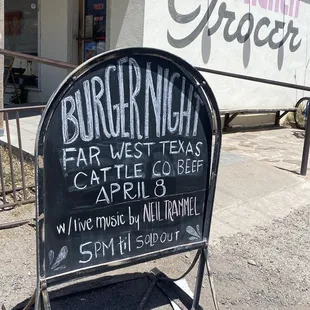 Grocer
BURGER NIGHT
FAR WEST TEXAS
CATTLE CO BEEF
APRIL 8
w/live music by NEIL TRAMMEL
5PM til SOLD OUT